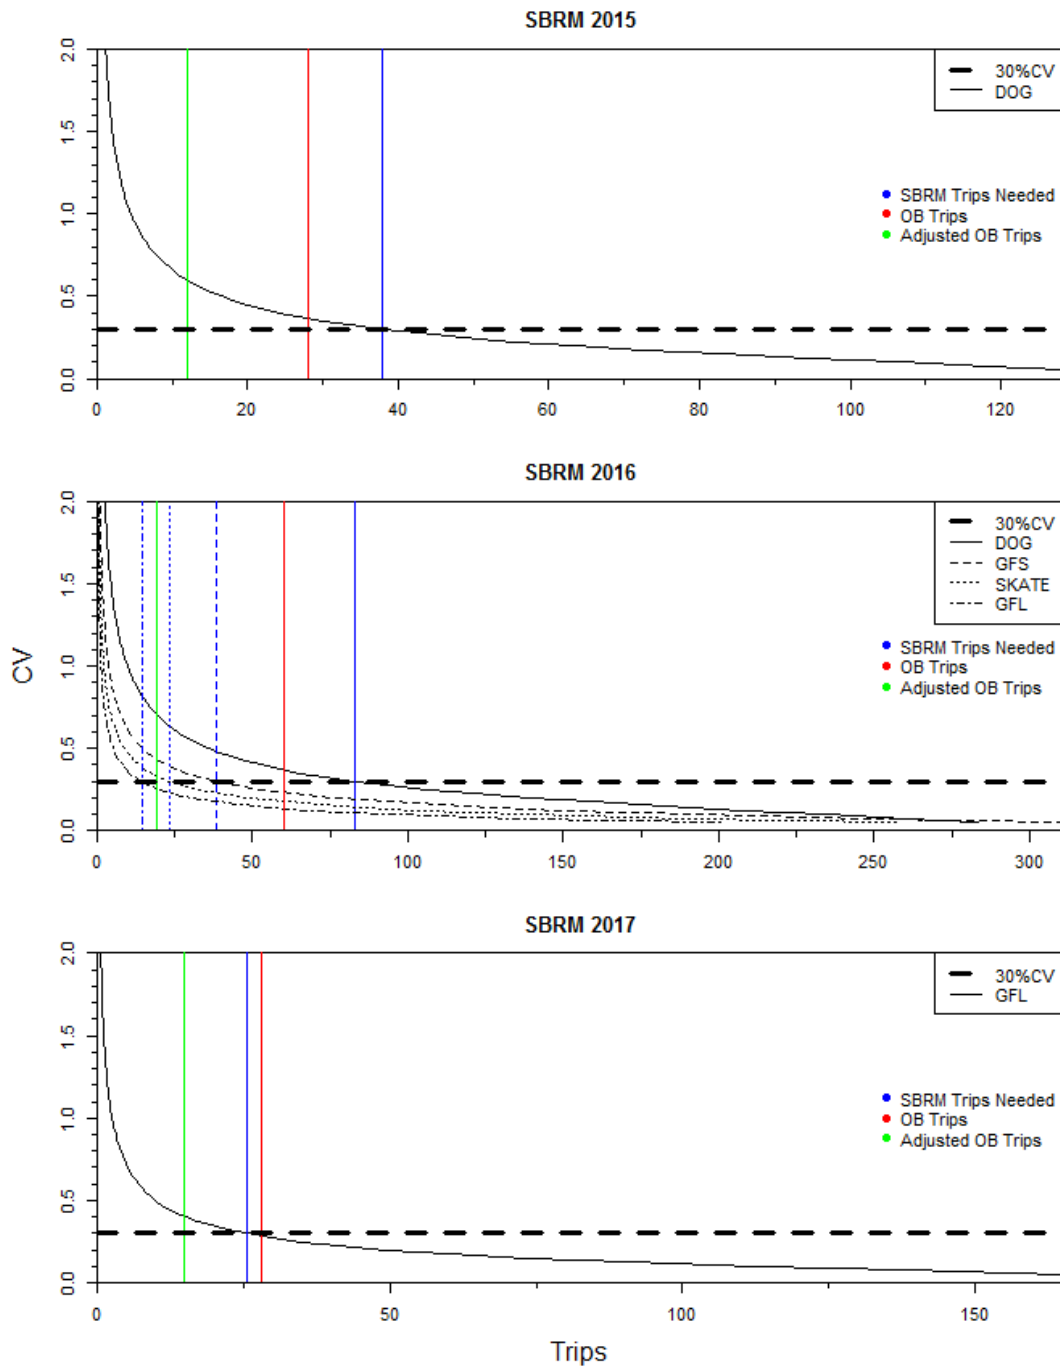 SBRM 2015
2.0
1.5
1.0
0.5
0.0
30%CV
DOG
SBRM Trips Needed
OB Trips
Adjusted OB Trips
0 20 40 60 80 100 120
SBRM 2016
2.0
1.5
1.0
0.5
0.0
30%CV
DOG
GFS
SKATE
GFL
SBRM Trips Needed
OB Trips
Adjusted OB Trips
CV
0 50 100 150 200 250 300
SBRM 2017
2.0
1.5
1.0
0.5
0.0
30%CV
GFL
SBRM Trips Needed
OB Trips
Adjusted OB Trips
0 50 100 150
Trips